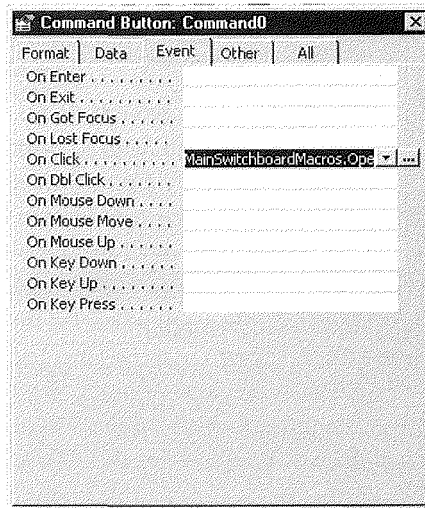 Command Button: Command0
Format Data Event Other All
On Enter . . . . . . . . .
On Exit . . . . . . . . . .
On Got Focus . . . . . .
On Lost Focus . . . . .
On Click . . . . . . . . . . MainSwitchboardMacros.Ope ...
On Dbl Click . . . . . . .
On Mouse Down . . . .
On Mouse Move . . . .
On Mouse Up . . . . . .
On Key Down . . . . . .
On Key Up . . . . . . . .
On Key Press . . . . . .